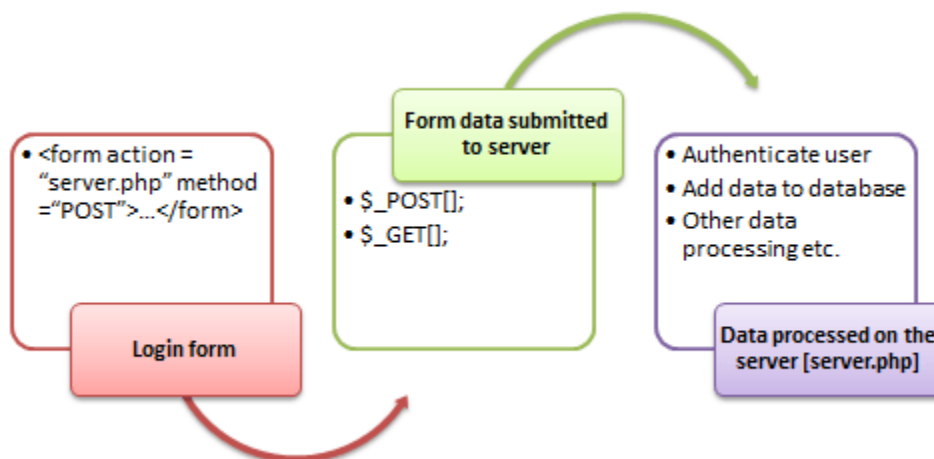 • <form action =
“server.php” method
=“POST”>...</form>
Login form
Form data submitted
to server
• $_POST[];
• $_GET[];
• Authenticate user
• Add data to database
• Other data
processing etc.
Data processed on the
server [server.php]